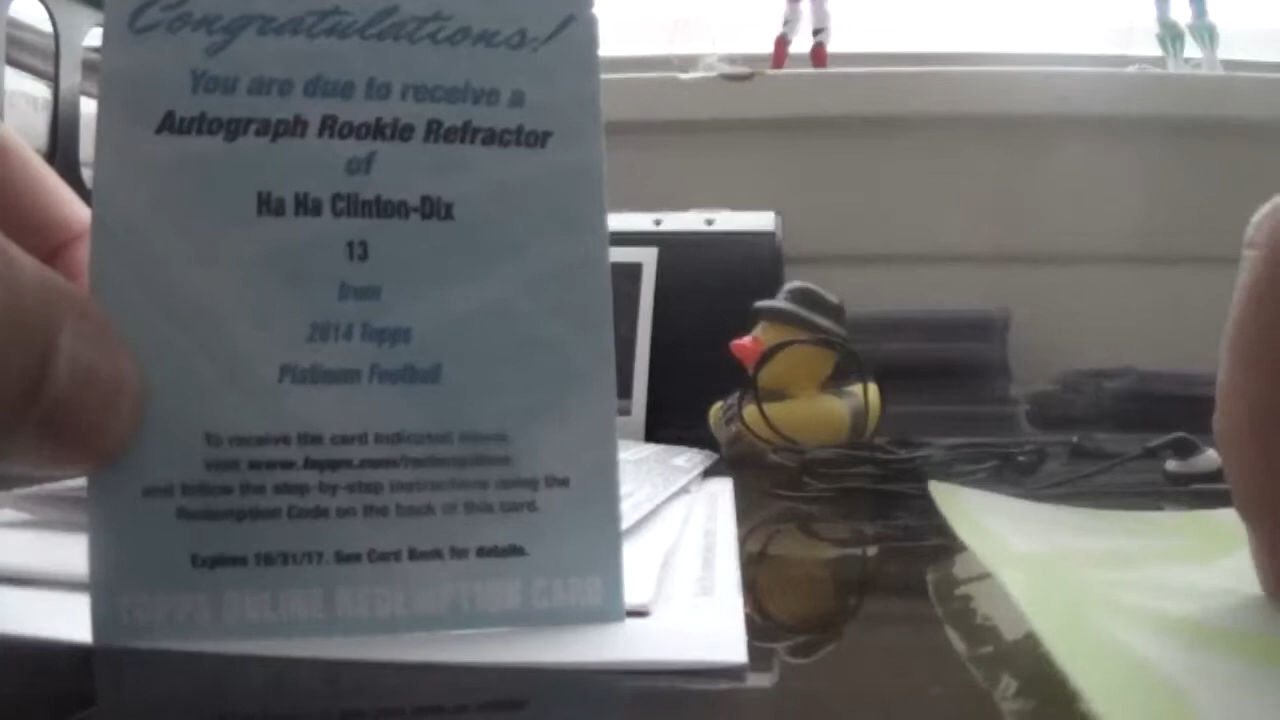 Congratulations!
You are due to receive a
Autograph Rookie Refractor
of
Ha Ha Clinton-Dix
13
from
2014 Topps
Platinum Football
To receive the card indicated above,
visit www.topps.com/redemption
and follow the step-by-step instructions using the
Redemption Code on the back of this card.
Expires 10/31/17. See Card Back for details.
TOPPS ONLINE REDEMPTION CARD